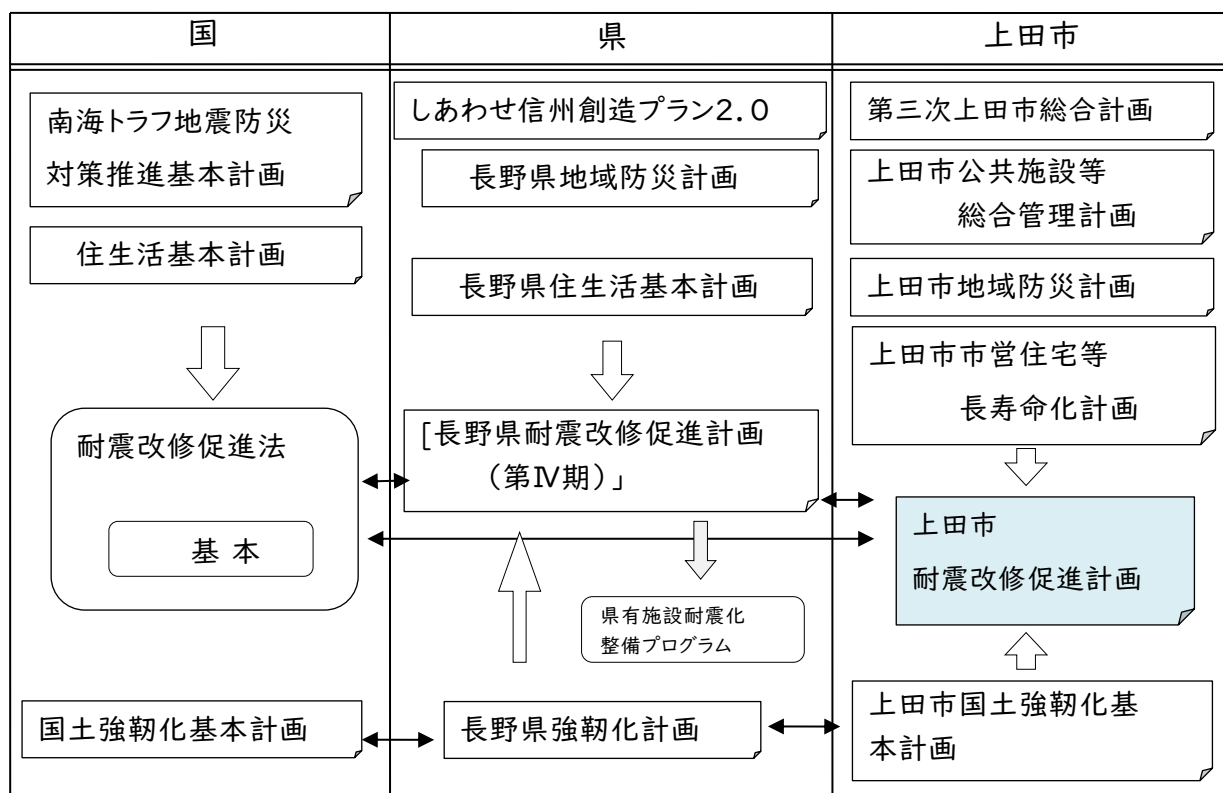 国
県
上田市
南海トラフ地震防災
対策推進基本計画
住生活基本計画
耐震改修促進法
基 本
国土強靭化基本計画
しあわせ信州創造プラン2.0
長野県地域防災計画
長野県住生活基本計画
[長野県耐震改修促進計画
(第Ⅳ期)」
県有施設耐震化
整備プログラム
長野県強靭化計画
第三次上田市総合計画
上田市公共施設等
総合管理計画
上田市地域防災計画
上田市市営住宅等
長寿命化計画
上田市
耐震改修促進計画
上田市国土強靭化基
本計画